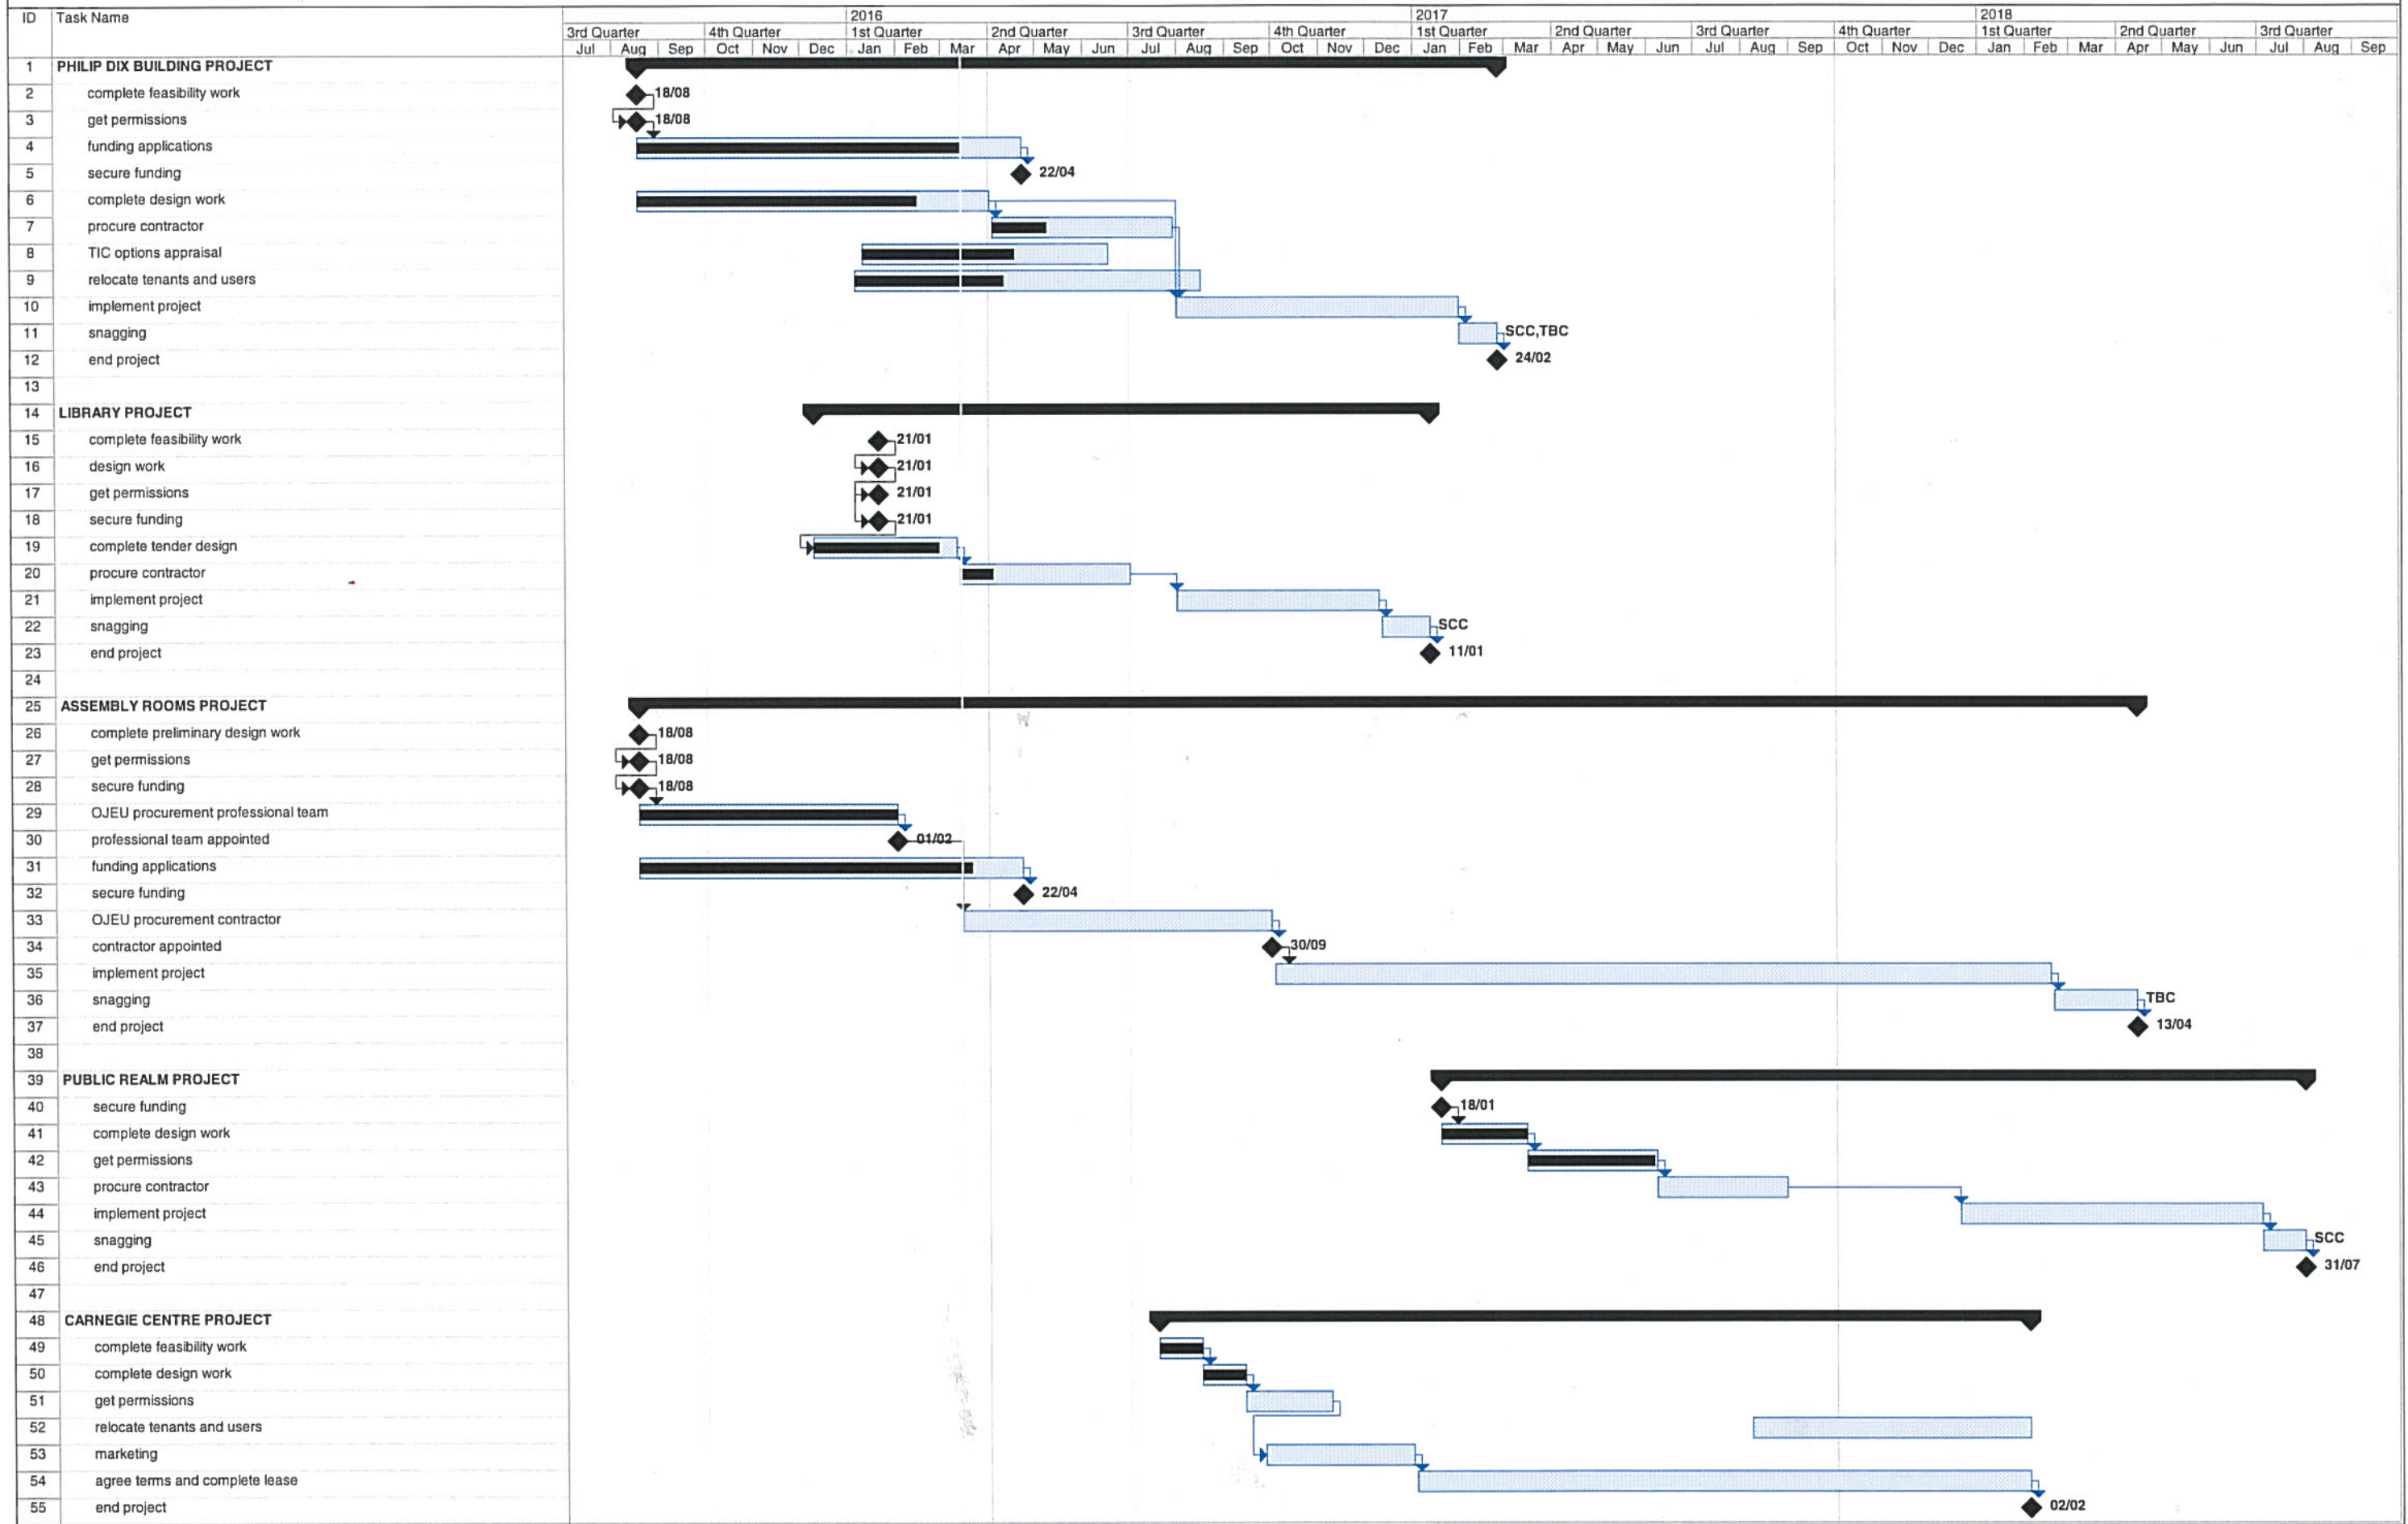 ID Task Name 2016 2017 2018
3rd Quarter 4th Quarter 1st Quarter 2nd Quarter 3rd Quarter 4th Quarter 1st Quarter 2nd Quarter 3rd Quarter 4th Quarter 1st Quarter 2nd Quarter 3rd Quarter
Jul Aug Sep Oct Nov Dec Jan Feb Mar Apr May Jun Jul Aug Sep Oct Nov Dec Jan Feb Mar Apr May Jun Jul Aug Sep Oct Nov Dec Jan Feb Mar Apr May Jun Jul Aug Sep
1 PHILIP DIX BUILDING PROJECT
2 complete feasibility work 18/08
3 get permissions 18/08
4 funding applications
5 secure funding 22/04
6 complete design work
7 procure contractor
8 TIC options appraisal
9 relocate tenants and users
10 implement project
11 snagging SCC,TBC
12 end project 24/02
13
14 LIBRARY PROJECT
15 complete feasibility work 21/01
16 design work 21/01
17 get permissions 21/01
18 secure funding 21/01
19 complete tender design
20 procure contractor
21 implement project
22 snagging SCC
23 end project 11/01
24
25 ASSEMBLY ROOMS PROJECT
26 complete preliminary design work 18/08
27 get permissions 18/08
28 secure funding 18/08
29 OJEU procurement professional team
30 professional team appointed 01/02
31 funding applications
32 secure funding 22/04
33 OJEU procurement contractor
34 contractor appointed 30/09
35 implement project
36 snagging TBC
37 end project 13/04
38
39 PUBLIC REALM PROJECT
40 secure funding 18/01
41 complete design work
42 get permissions
43 procure contractor
44 implement project
45 snagging SCC
46 end project 31/07
47
48 CARNEGIE CENTRE PROJECT
49 complete feasibility work
50 complete design work
51 get permissions
52 relocate tenants and users
53 marketing
54 agree terms and complete lease
55 end project 02/02